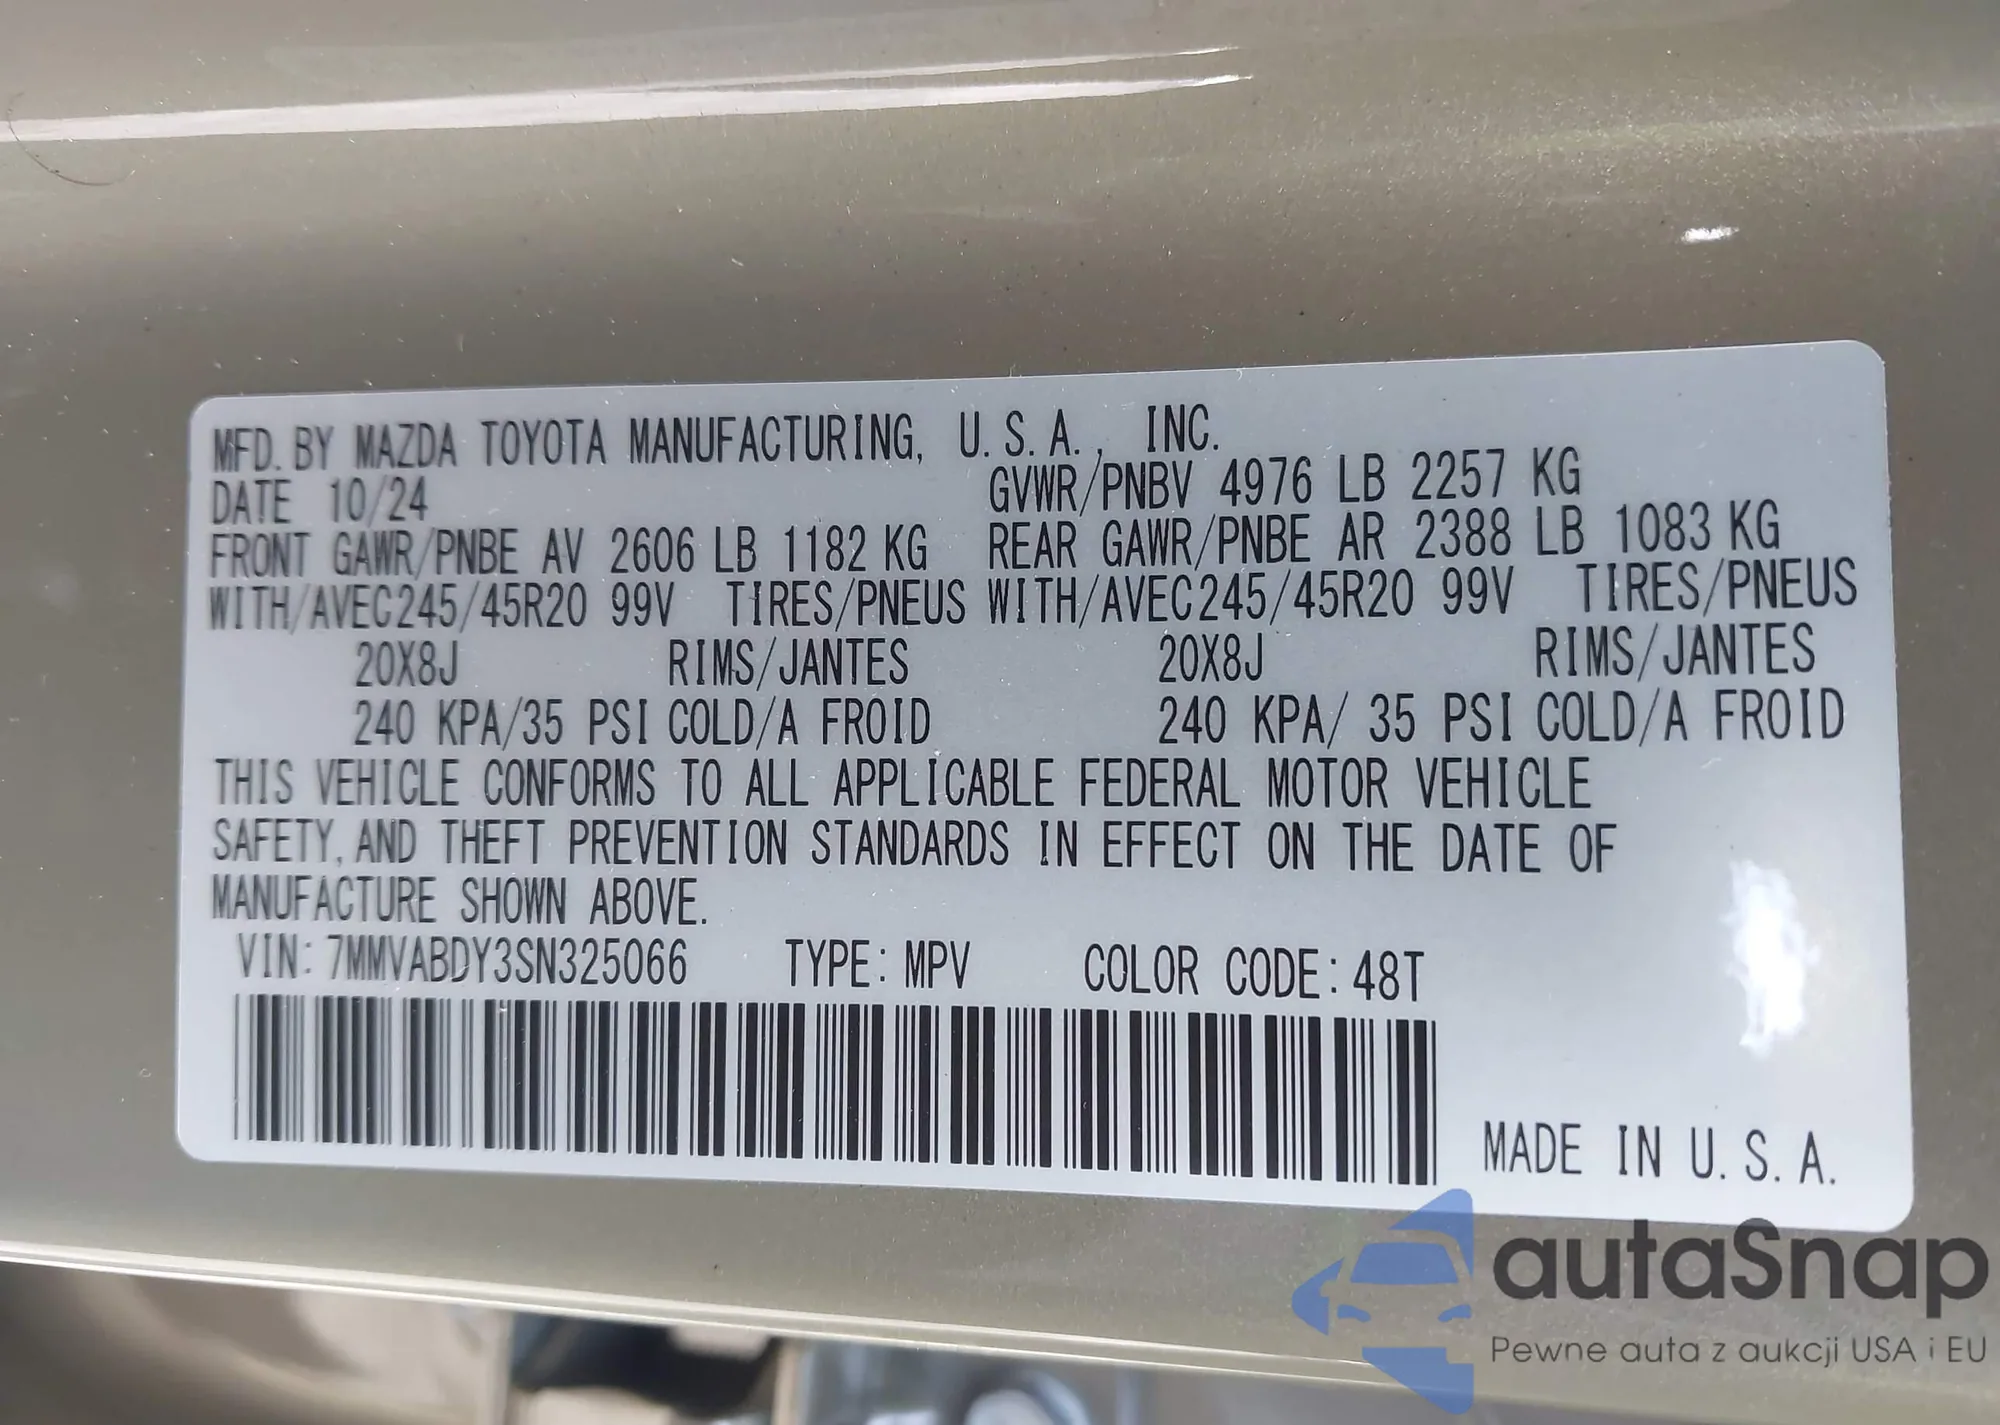 MFD. BY MAZDA TOYOTA MANUFACTURING, U.S.A., INC.
DATE 10/24 GVWR/PNBV 4976 LB 2257 KG
FRONT GAWR/PNBE AV 2606 LB 1182 KG REAR GAWR/PNBE AR 2388 LB 1083 KG
WITH/AVEC245/45R20 99V TIRES/PNEUS WITH/AVEC245/45R20 99V TIRES/PNEUS
20X8J RIMS/JANTES 20X8J RIMS/JANTES
240 KPA/35 PSI COLD/A FROID 240 KPA/ 35 PSI COLD/A FROID
THIS VEHICLE CONFORMS TO ALL APPLICABLE FEDERAL MOTOR VEHICLE
SAFETY, AND THEFT PREVENTION STANDARDS IN EFFECT ON THE DATE OF
MANUFACTURE SHOWN ABOVE.
VIN: 7MMVABDY3SN325066 TYPE: MPV COLOR CODE: 48T
MADE IN U.S.A.
autaSnap
Pewne auta z aukcji USA i EU